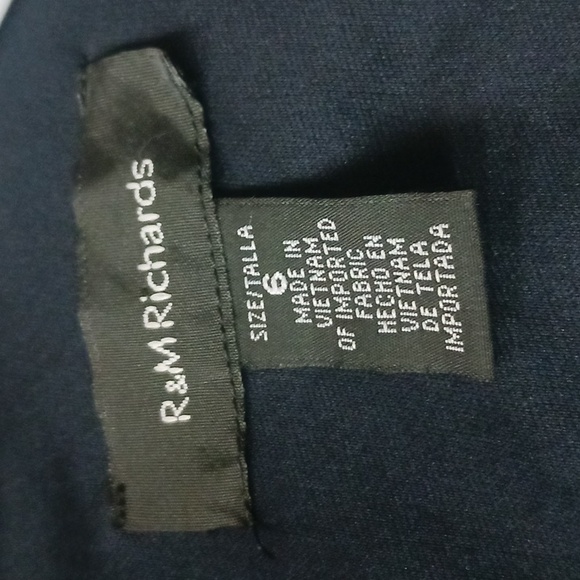 R&M Richards
SIZE/TALLA
6
MADE IN
VIETNAM
OF IMPORTED
FABRIC
HECHO EN
VIETNAM
DE TELA
IMPORTADA